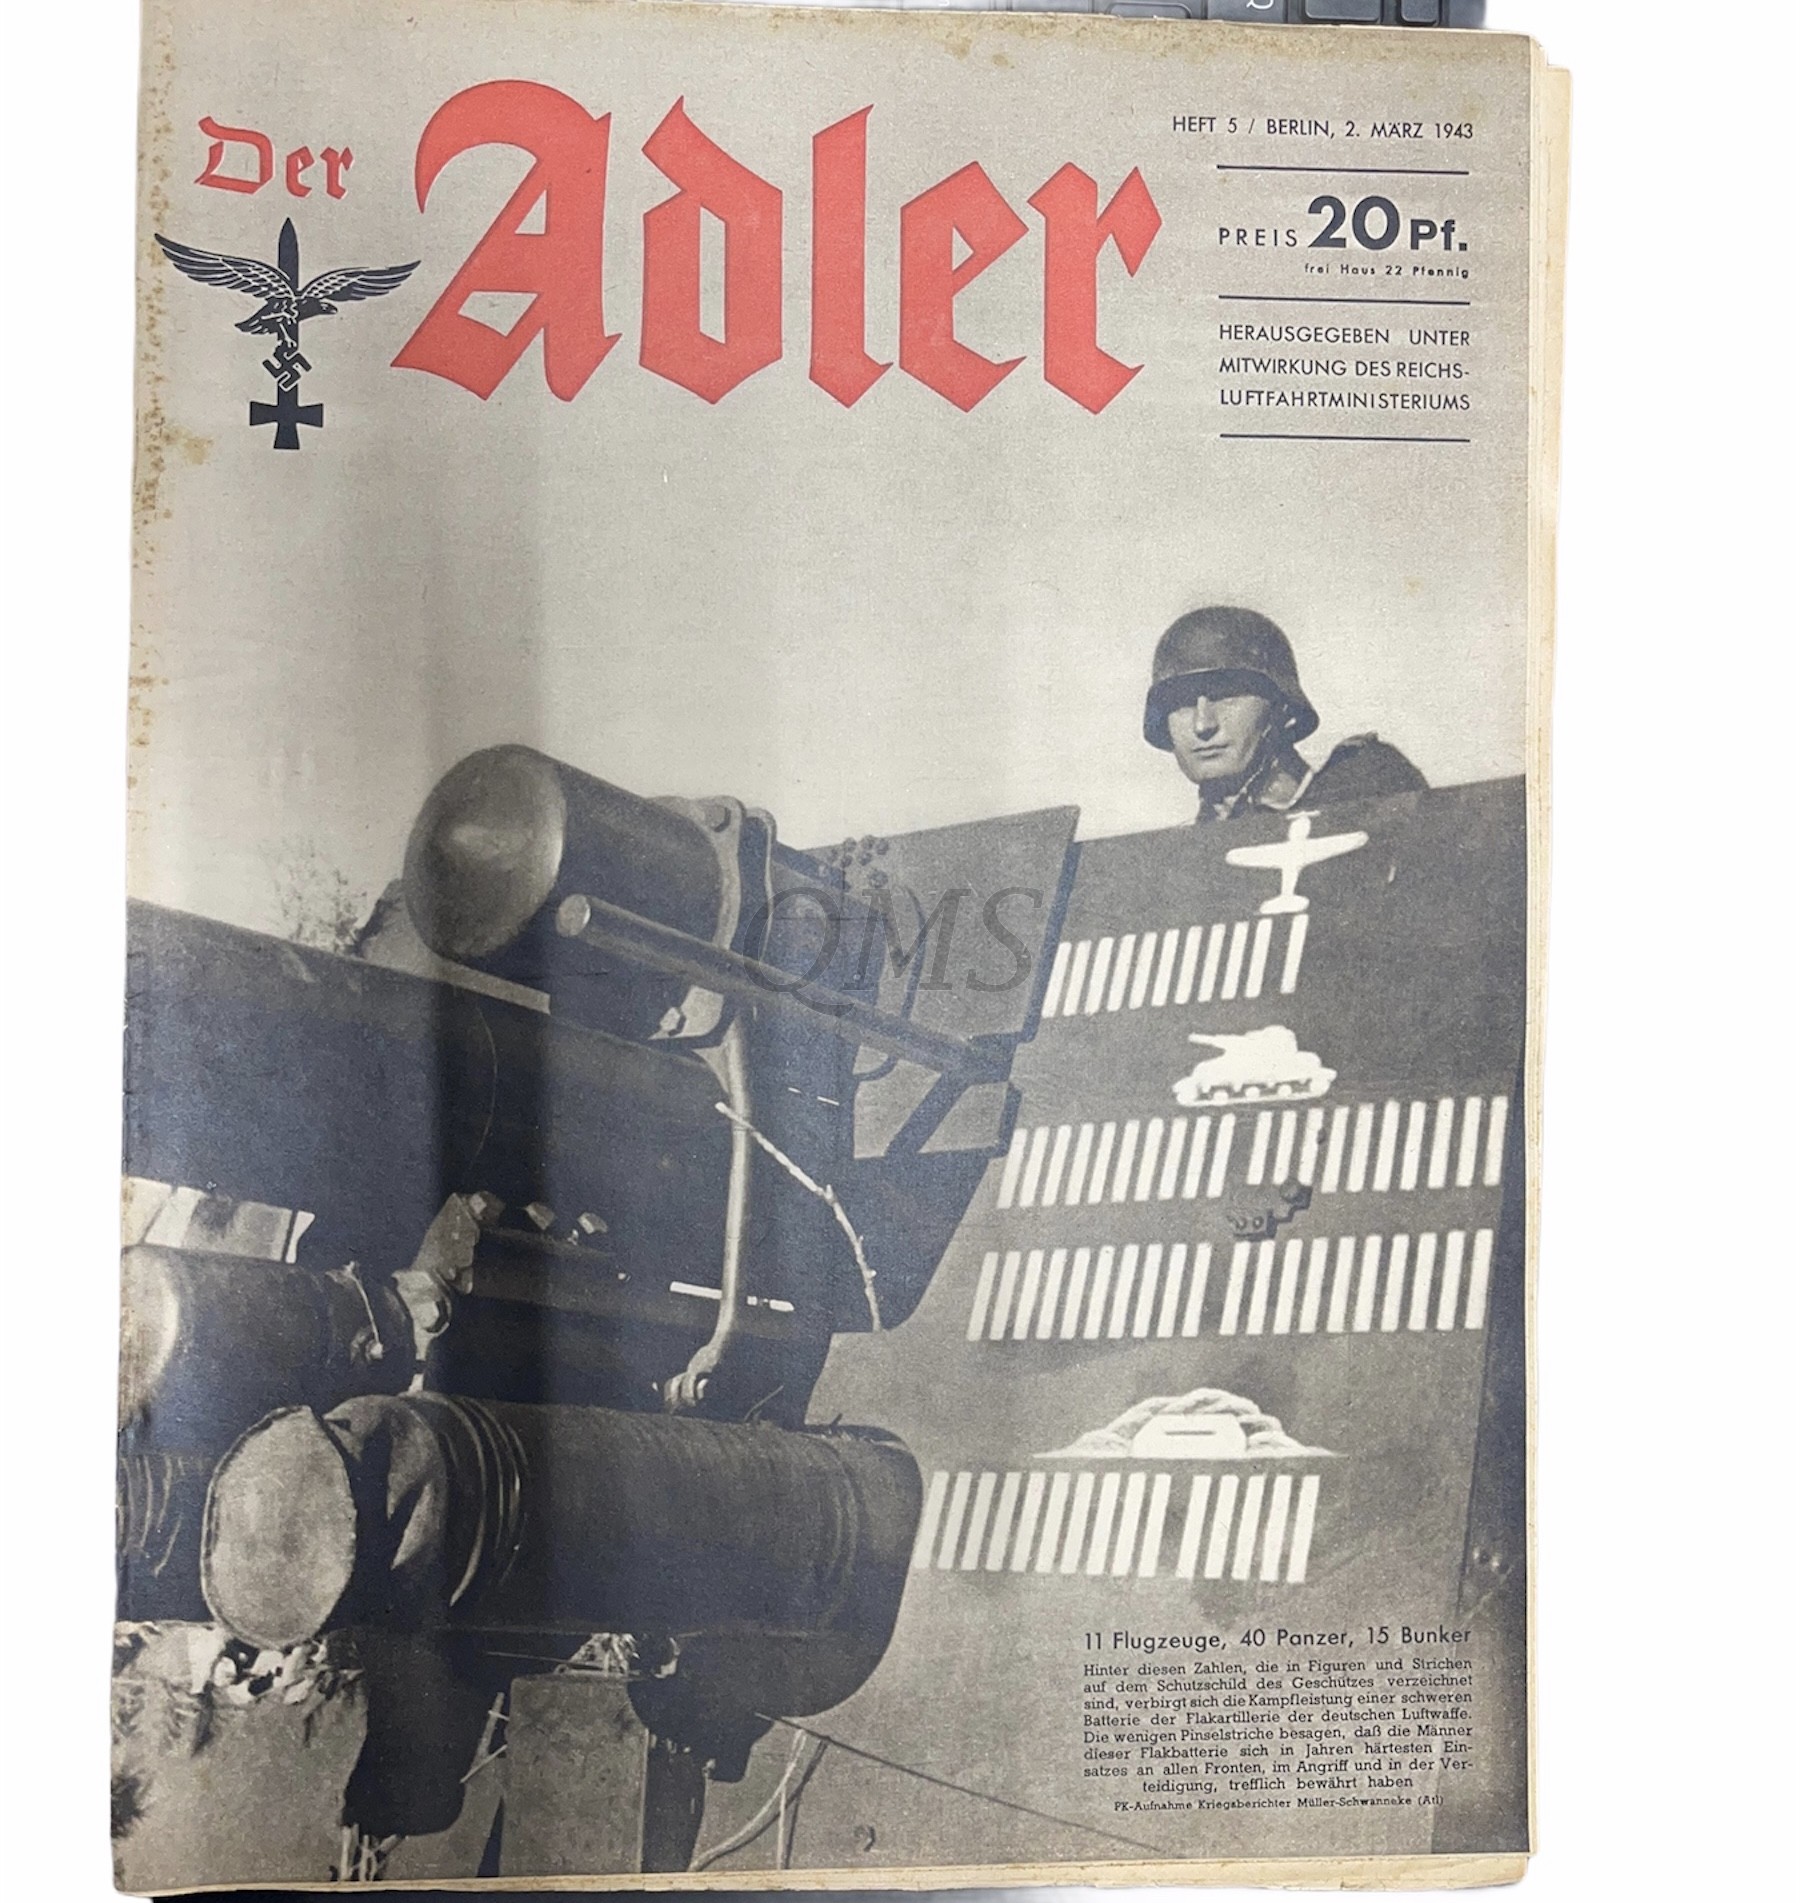 Der Adler
HEFT 5 / BERLIN, 2. MÄRZ 1943
PREIS 20 Pf.
frei Haus 22 Pfennig
HERAUSGEGEBEN UNTER
MITWIRKUNG DES REICHS-
LUFTFAHRTMINISTERIUMS
QMS
11 Flugzeuge, 40 Panzer, 15 Bunker
Hinter diesen Zahlen, die in Figuren und Strichen
auf dem Schutzschild des Geschützes verzeichnet
sind, verbirgt sich die Kampfleistung einer schweren
Batterie der Flakartillerie der deutschen Luftwaffe.
Die wenigen Pinselstriche besagen, daß die Männer
dieser Flakbatterie sich in Jahren härtesten Ein-
satzes an allen Fronten, im Angriff und in der Ver-
teidigung, trefflich bewährt haben
PK-Aufnahme Kriegsberichter Müller-Schwanneke (Atl)